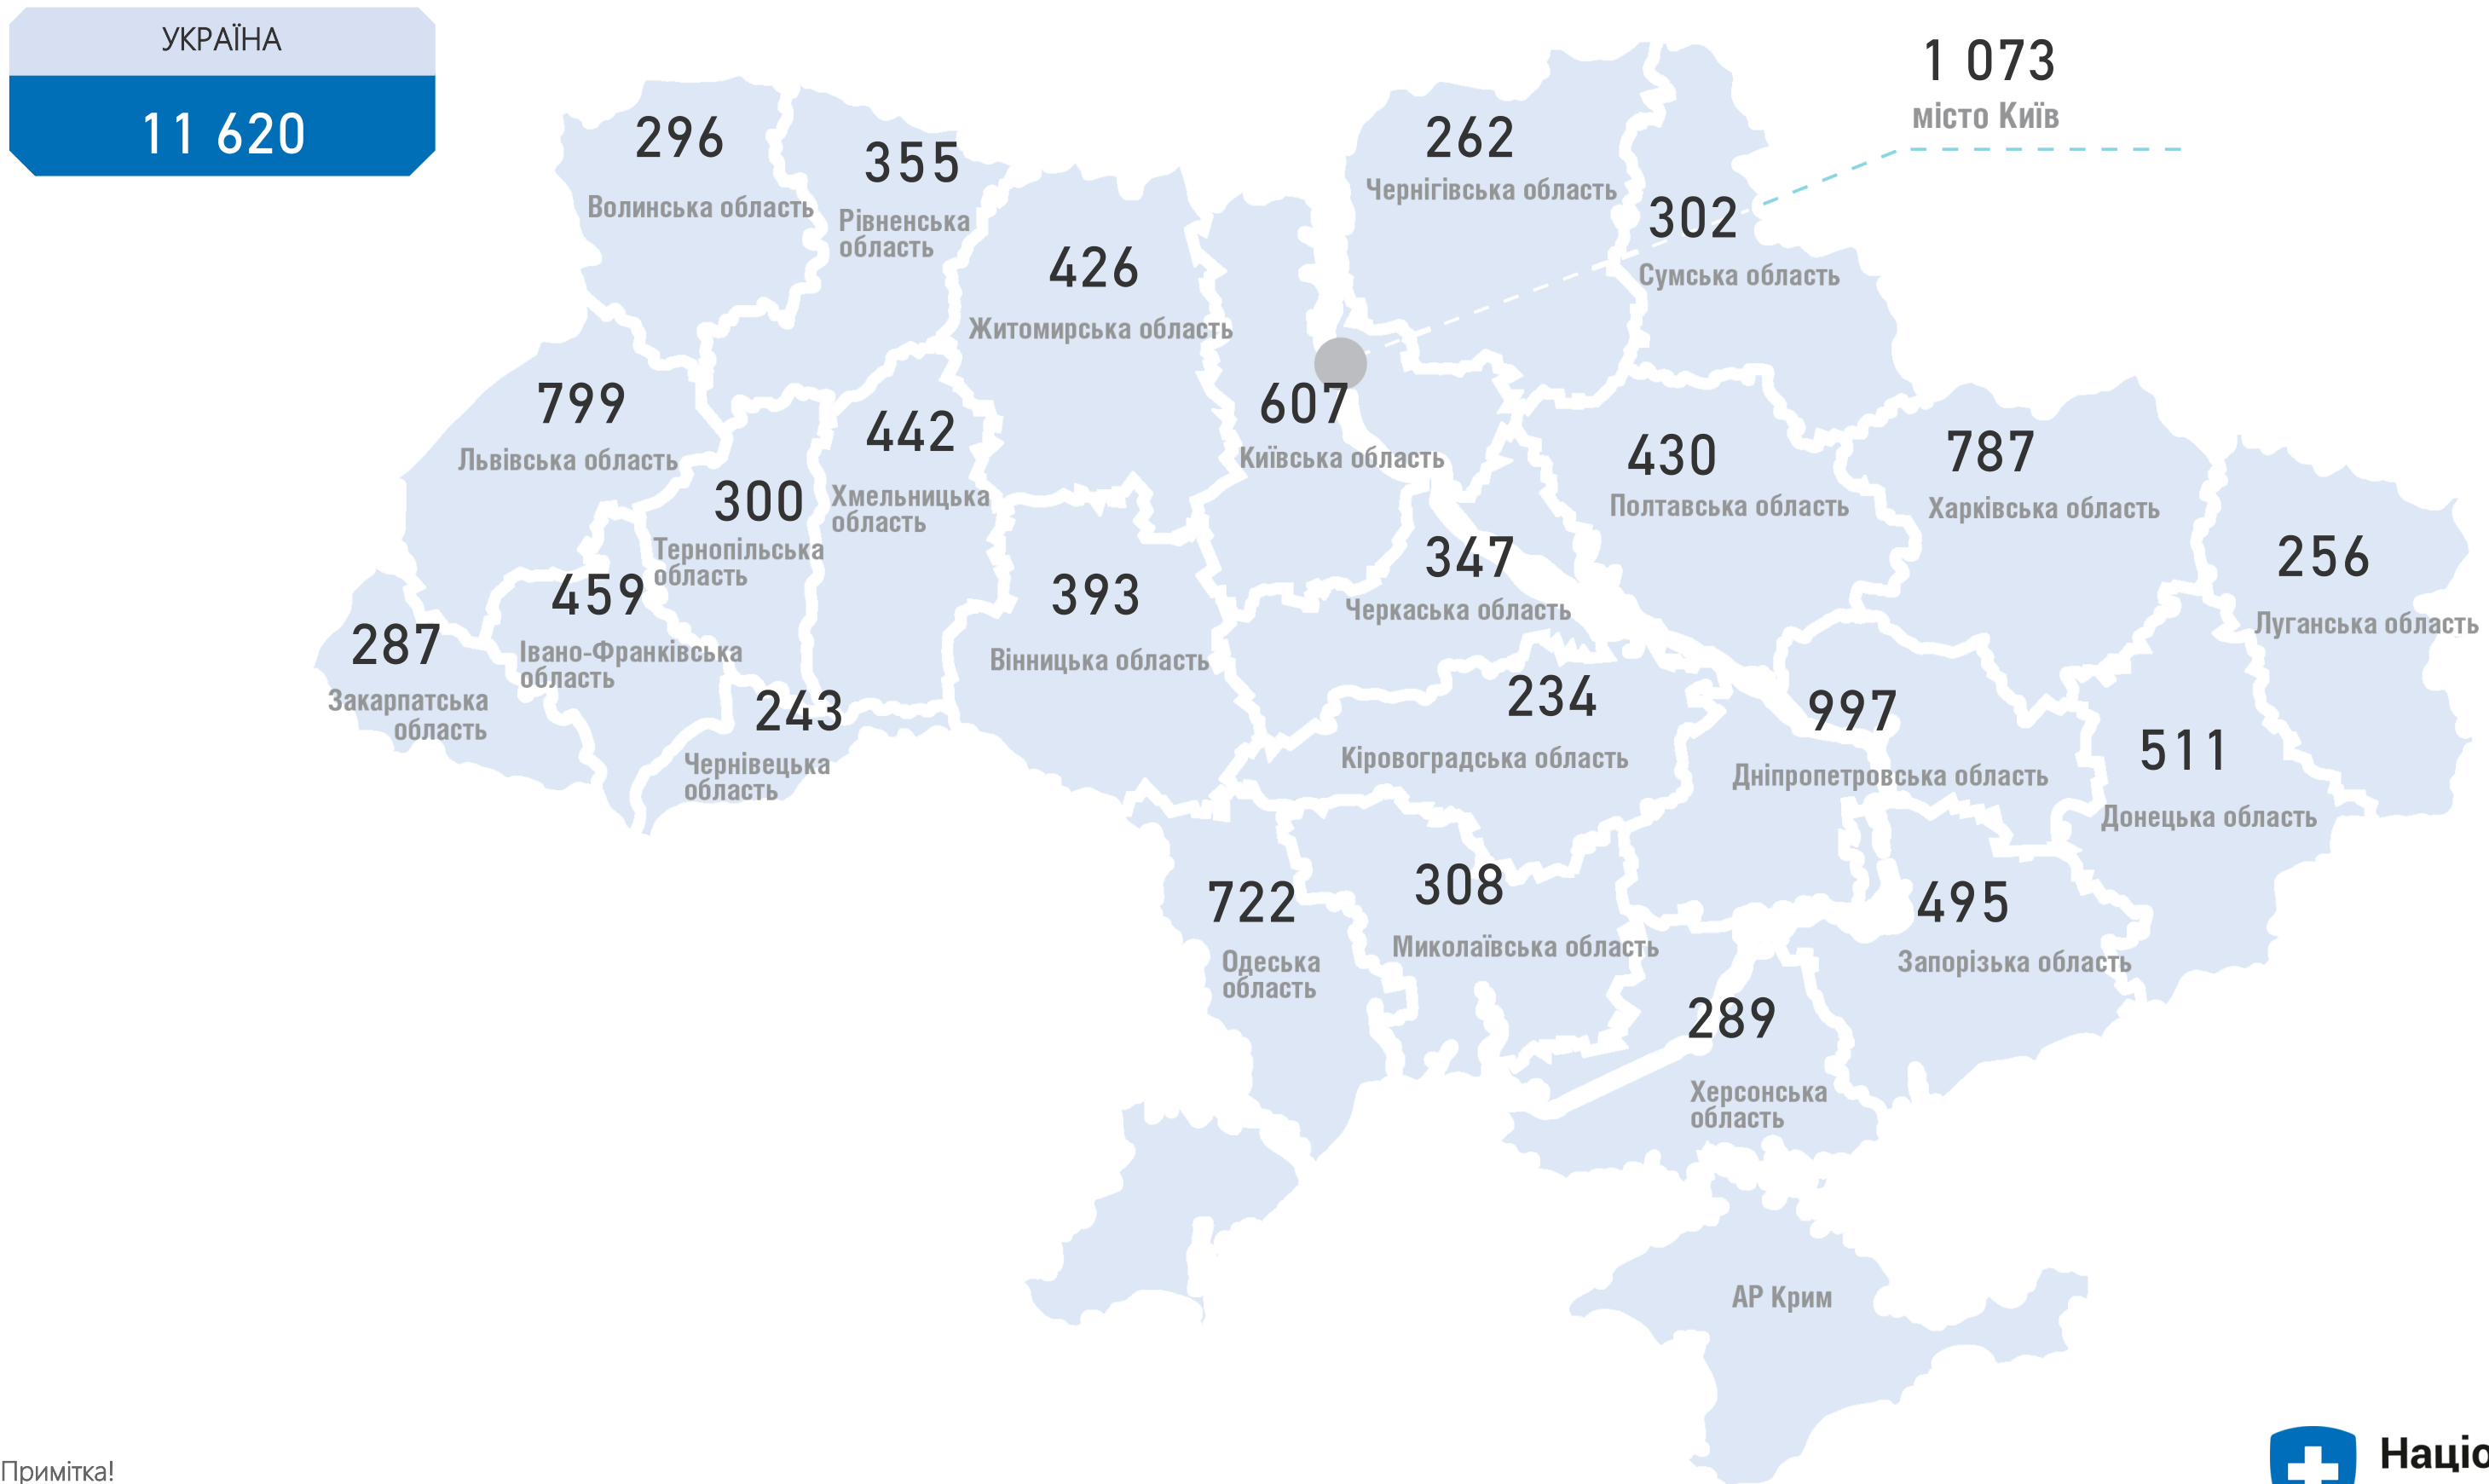 УКРАЇНА
11 620
1 073
місто Київ
296
Волинська область
355
Рівненська
область
262
Чернігівська область
302
Сумська область
426
Житомирська область
799
Львівська область
442
Хмельницька
область
607
Київська область
430
Полтавська область
787
Харківська область
300
Тернопільська
область
347
Черкаська область
256
Луганська область
459
Івано-Франківська
область
393
Вінницька область
287
Закарпатська
область
243
Чернівецька
область
234
Кіровоградська область
997
Дніпропетровська область
511
Донецька область
722
Одеська
область
308
Миколаївська область
495
Запорізька область
289
Херсонська
область
АР Крим
Примітка!